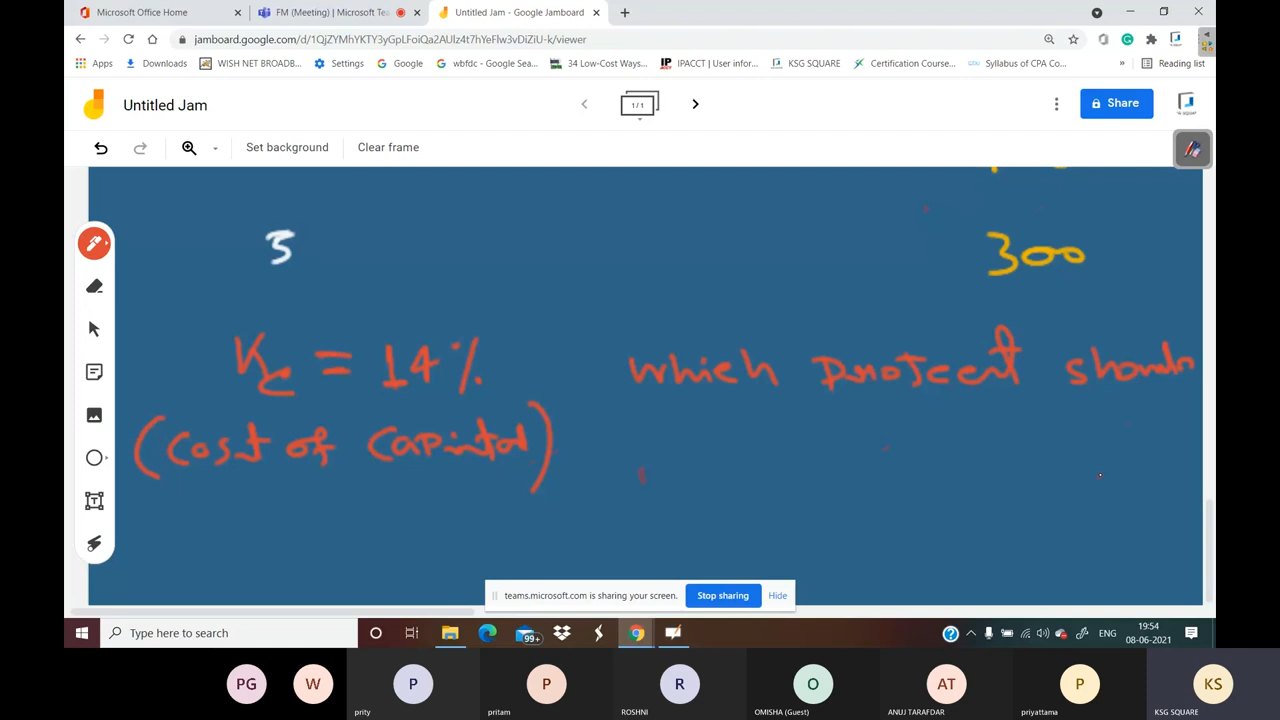 Microsoft Office Home
FM (Meeting) | Microsoft Tea
Untitled Jam - Google Jamboard
jamboard.google.com/d/1QjZYMhYKTY3yGpLFoiQa2AUlz4t7hYeFlw3vDiZiU-k/viewer
Apps Downloads WISH NET BROADB... Settings Google wbfdc - Google Sea... 34 Low-Cost Ways... IPACCT | User infor... KSG SQUARE Certification Course... Syllabus of CPA Co... » Reading list
Untitled Jam
1/1
Share
Set background Clear frame
3 300
Kc = 14% which
(cost of capital)
teams.microsoft.com is sharing your screen. Stop sharing Hide
Type here to search
99+
ENG
19:54
08-06-2021
PG W P P R O AT P KS
prity pritam ROSHNI OMISHA (Guest) ANUJ TARAFDAR priyattama KSG SQUARE